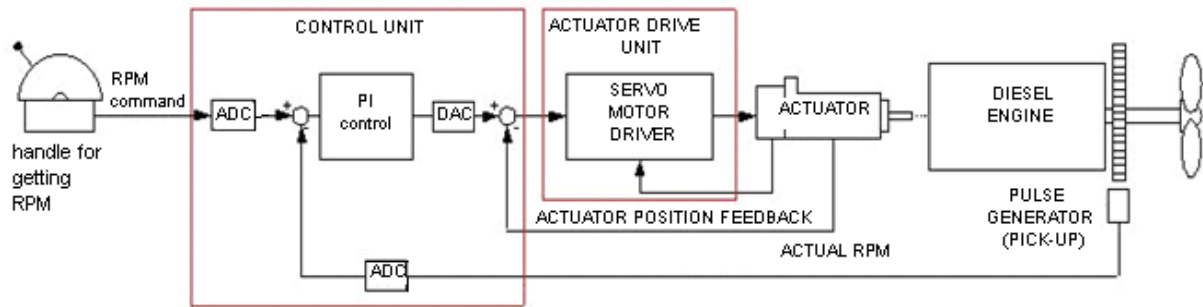 CONTROL UNIT
ACTUATOR DRIVE
UNIT
RPM
command
ADC
+
-
PI
control
DAC
+
-
SERVO
MOTOR
DRIVER
ACTUATOR
DIESEL
ENGINE
handle for
getting
RPM
ACTUATOR POSITION FEEDBACK
PULSE
GENERATOR
(PICK-UP)
ACTUAL RPM
ADC